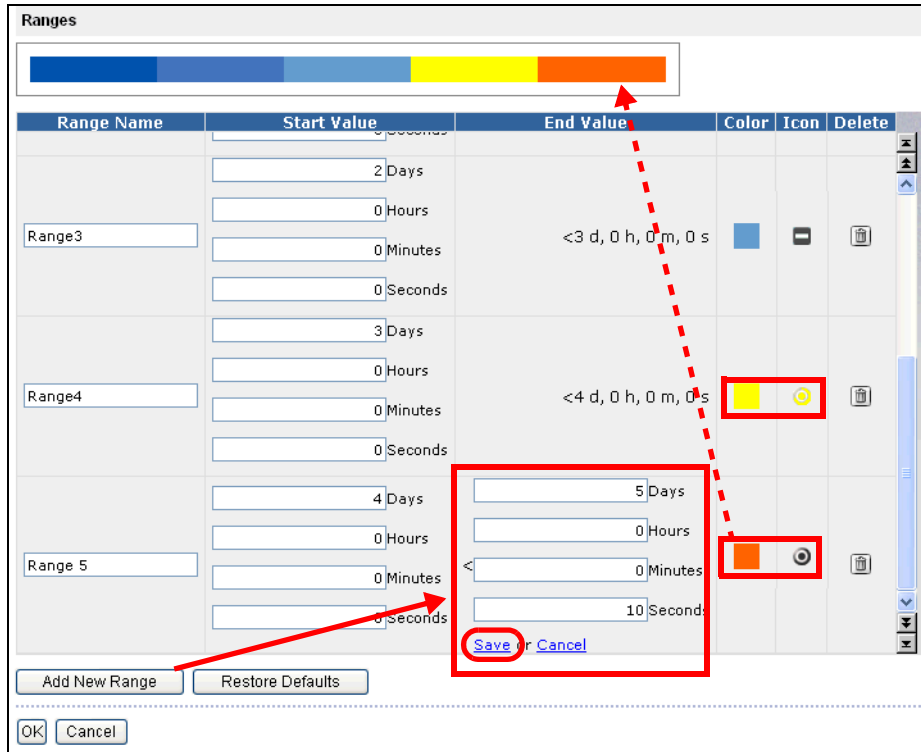 Ranges
Range Name Start Value End Value Color Icon Delete
2 Days
0 Hours
Range3 <3 d, 0 h, 0 m, 0 s
0 Minutes
0 Seconds
3 Days
0 Hours
Range4 <4 d, 0 h, 0 m, 0 s
0 Minutes
0 Seconds
4 Days 5 Days
0 Hours 0 Hours
Range 5 <
0 Minutes 0 Minutes
Seconds 10 Seconds
Save or Cancel
Add New Range Restore Defaults
OK Cancel